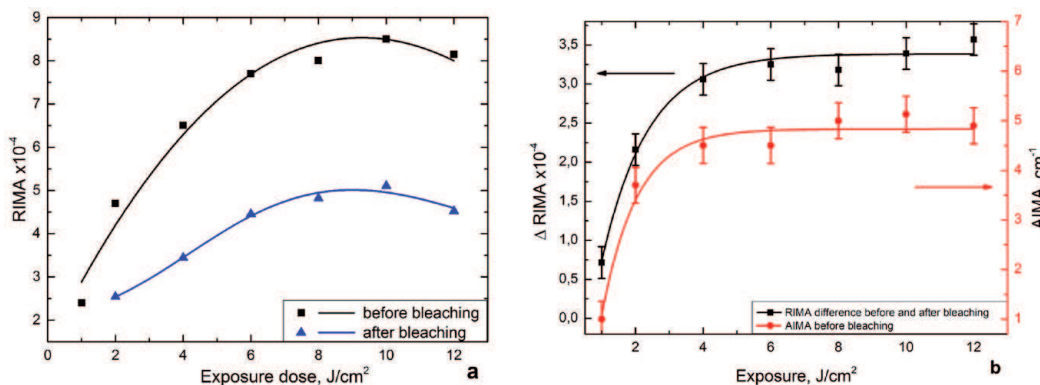 9
8
7
6
5
4
3
2
RIMA x10⁻⁴
0 2 4 6 8 10 12
Exposure dose, J/cm²
before bleaching
after bleaching
a
3,5
3,0
2,5
2,0
1,5
1,0
0,5
0,0
Δ RIMA x10⁻⁴
2 4 6 8 10 12
Exposure, J/cm²
RIMA difference before and after bleaching
AIMA before bleaching
b
7
6
5
4
3
2
1
AIMA, cm⁻¹